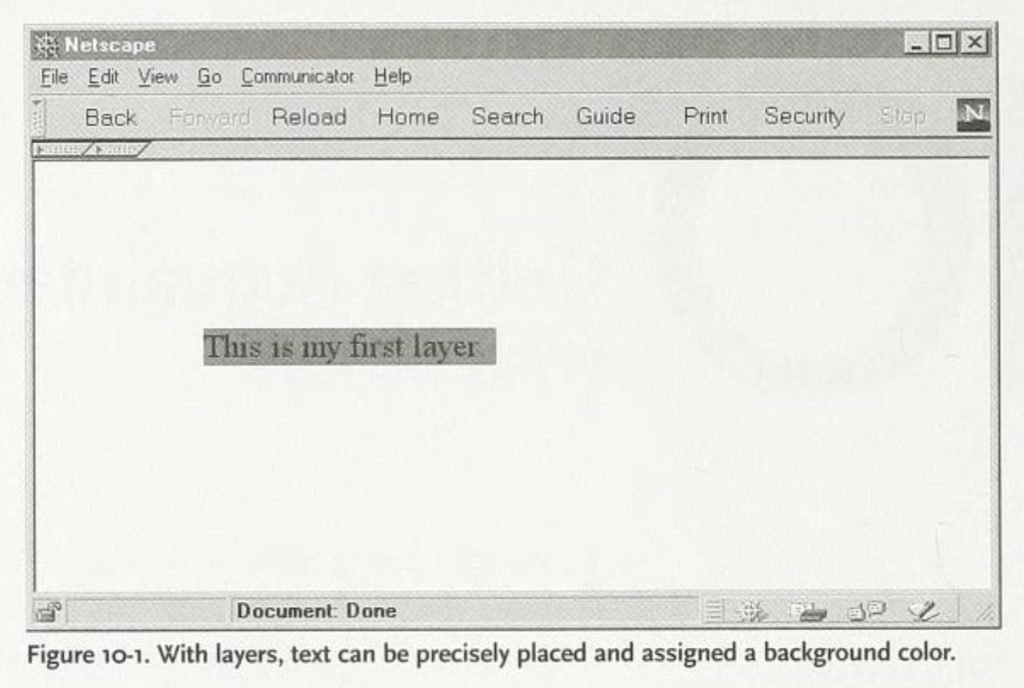 Netscape
File Edit View Go Communicator Help
Back Forward Reload Home Search Guide Print Security Stop N
This is my first layer
Document: Done
Figure 10-1. With layers, text can be precisely placed and assigned a background color.